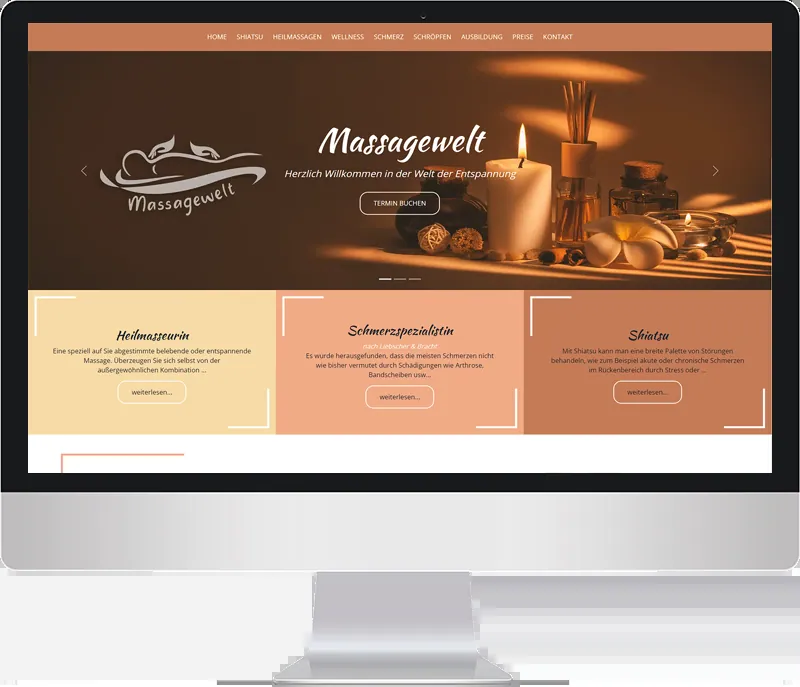 HOME SHIATSU HEILMASSAGEN WELLNESS SCHMERZ SCHRÖPFEN AUSBILDUNG PREISE KONTAKT
Massagewelt
Herzlich Willkommen in der Welt der Entspannung
TERMIN BUCHEN
Massagewelt
Heilmasseurin
Eine speziell auf Sie abgestimmte belebende oder entspannende
Massage. Überzeugen Sie sich selbst von der
außergewöhnlichen Kombination ...
weiterlesen...
Schmerzspezialistin
nach Liebscher & Bracht
Es wurde herausgefunden, dass die meisten Schmerzen nicht
wie bisher vermutet durch Schädigungen wie Arthrose,
Bandscheiben usw...
weiterlesen...
Shiatsu
Mit Shiatsu kann man eine breite Palette von Störungen
behandeln, wie zum Beispiel akute oder chronische Schmerzen
im Rückenbereich durch Stress oder ...
weiterlesen...